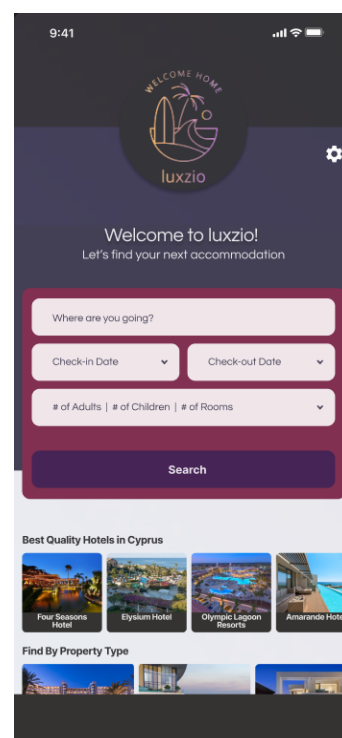 9:41
WELCOME HOME
luxzio
Welcome to luxzio!
Let's find your next accommodation
Where are you going?
Check-in Date
Check-out Date
# of Adults | # of Children | # of Rooms
Search
Best Quality Hotels in Cyprus
Four Seasons
Hotel
Elysium Hotel
Olympic Lagoon
Resorts
Amarande Hote
Find By Property Type